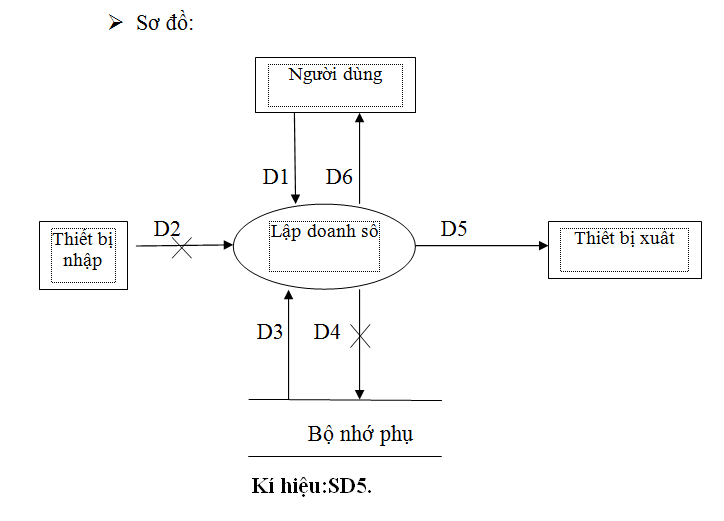 Sơ đồ:
Người dùng
D1 D6
D2
Thiết bị
nhập
Lập doanh số
D5
Thiết bị xuất
D3 D4
Bộ nhớ phụ
Kí hiệu:SD5.